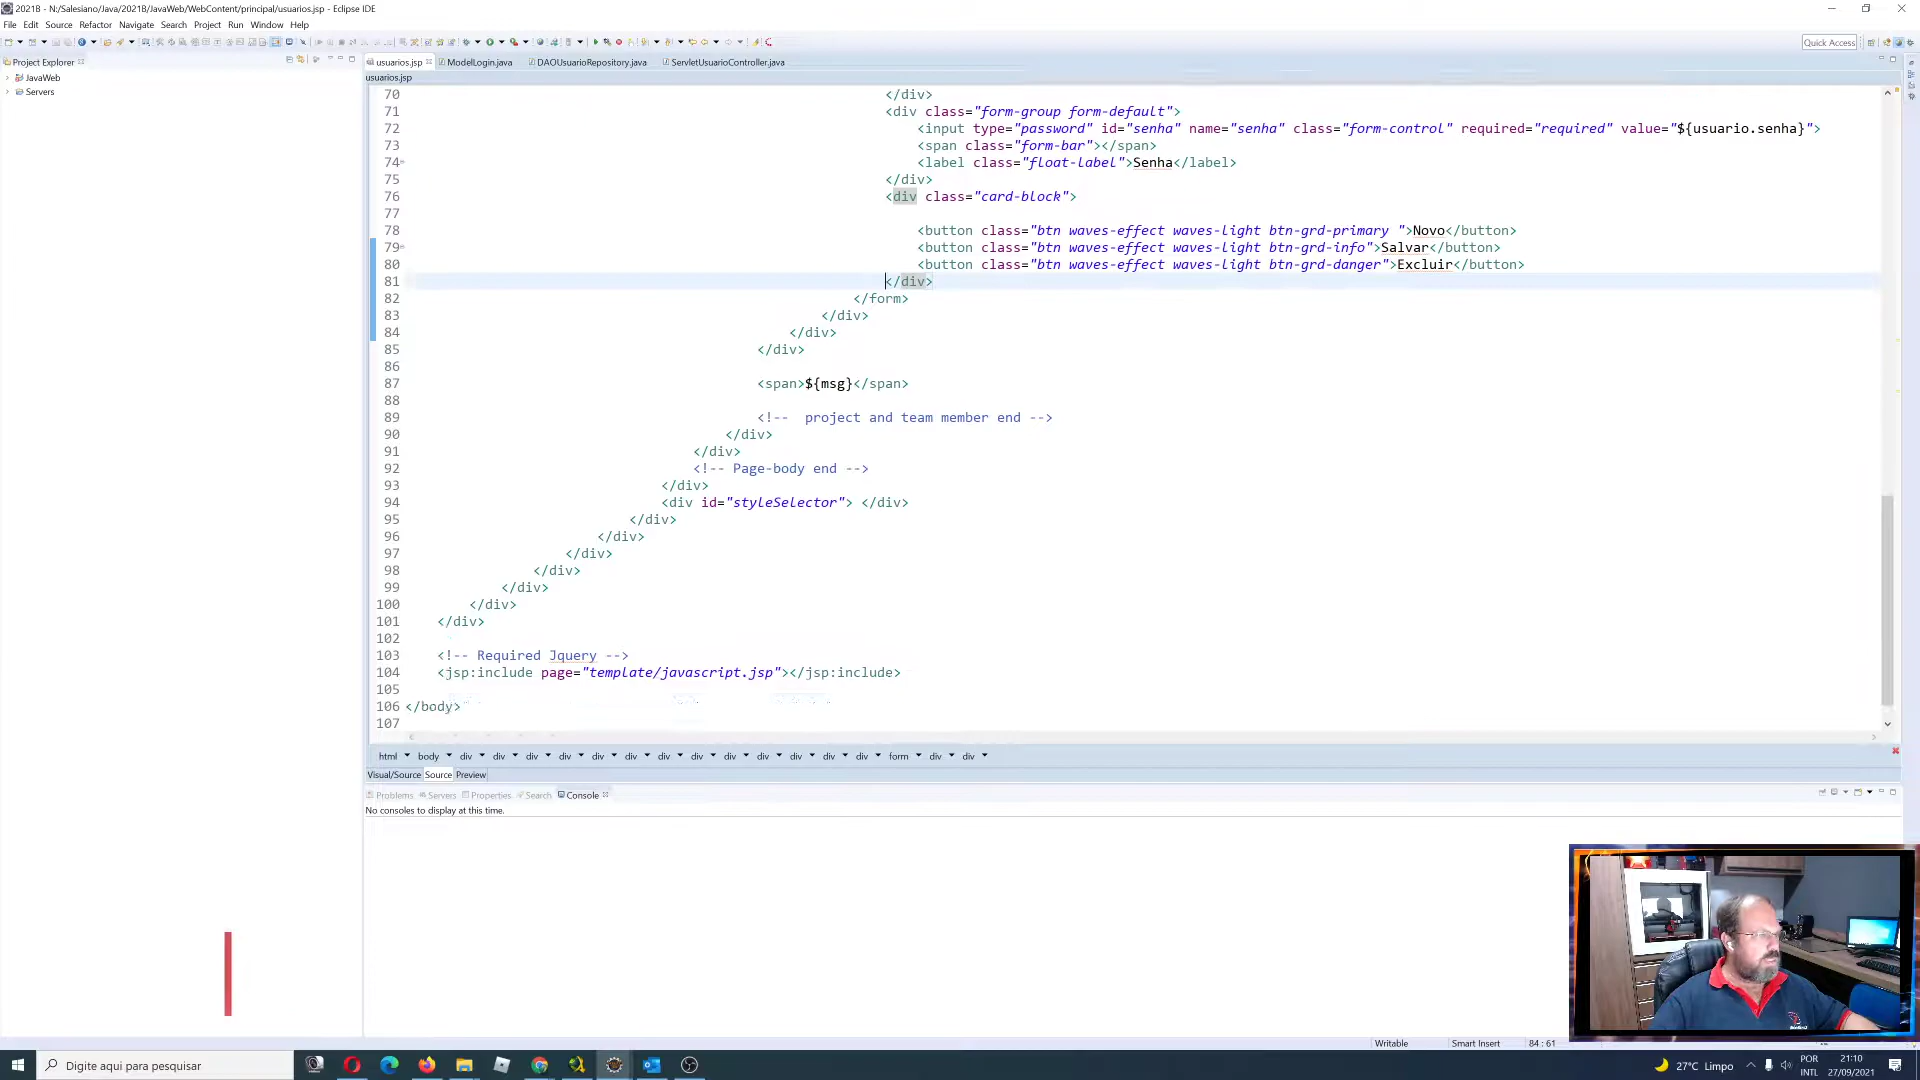 2021B - N:/Salesiano/Java/2021B/JavaWeb/WebContent/principal/usuarios.jsp - Eclipse IDE
File Edit Source Refactor Navigate Search Project Run Window Help
Quick Access
Project Explorer
JavaWeb
Servers
usuarios.jsp ModelLogin.java DAOUsuarioRepository.java ServletUsuarioController.java
usuarios.jsp
70 </div>
71 <div class="form-group form-default">
72 <input type="password" id="senha" name="senha" class="form-control" required="required" value="${usuario.senha}">
73 <span class="form-bar"></span>
74 <label class="float-label">Senha</label>
75 </div>
76 <div class="card-block">
77
78 <button class="btn waves-effect waves-light btn-grd-primary ">Novo</button>
79 <button class="btn waves-effect waves-light btn-grd-info">Salvar</button>
80 <button class="btn waves-effect waves-light btn-grd-danger">Excluir</button>
81 </div>
82 </form>
83 </div>
84 </div>
85 </div>
86
87 <span>${msg}</span>
88
89 <!--  project and team member end -->
90 </div>
91 </div>
92 <!-- Page-body end -->
93 </div>
94 <div id="styleSelector"> </div>
95 </div>
96 </div>
97 </div>
98 </div>
99 </div>
100 </div>
101 </div>
102
103 <!-- Required Jquery -->
104 <jsp:include page="template/javascript.jsp"></jsp:include>
105
106 </body>
107
html body div div div div div div div div div div div div div form div div
Visual/Source Source Preview
Problems Servers Properties Search Console
No consoles to display at this time.
Writable Smart Insert 84 : 61
Digite aqui para pesquisar
27°C Limpo
POR
INTL
21:10
27/09/2021